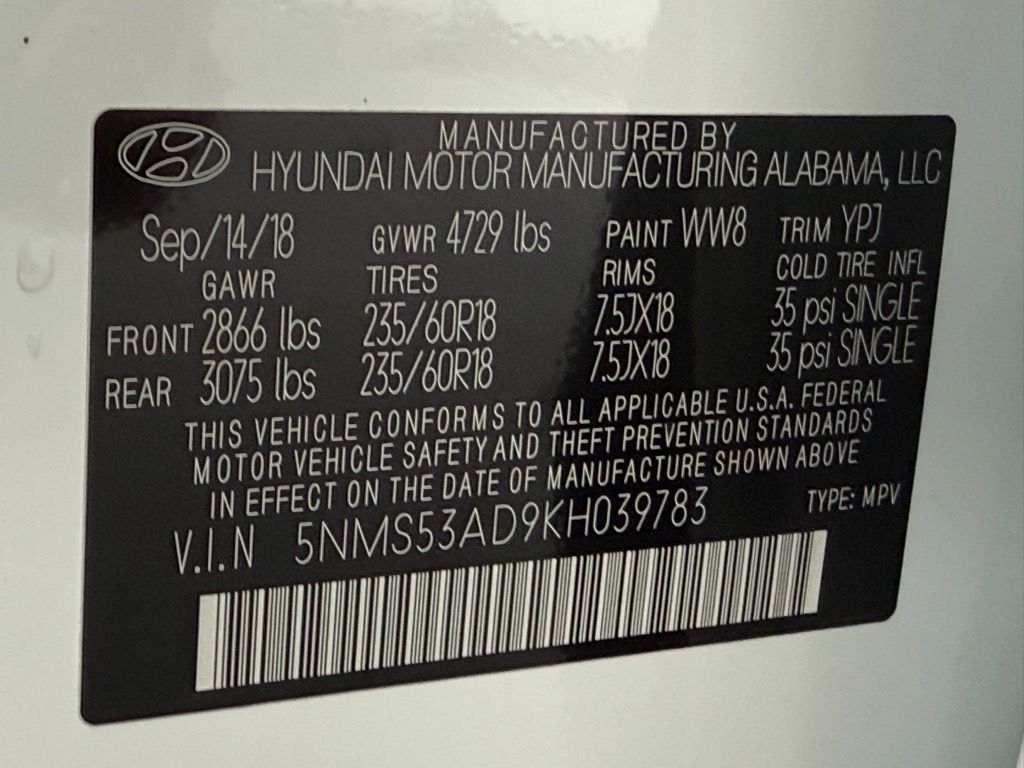 MANUFACTURED BY
HYUNDAI MOTOR MANUFACTURING ALABAMA, LLC
Sep/14/18 GVWR 4729 lbs PAINT WW8 TRIM YPJ
GAWR TIRES RIMS COLD TIRE INFL
FRONT 2866 lbs 235/60R18 7.5JX18 35 psi SINGLE
REAR 3075 lbs 235/60R18 7.5JX18 35 psi SINGLE
THIS VEHICLE CONFORMS TO ALL APPLICABLE U.S.A. FEDERAL
MOTOR VEHICLE SAFETY AND THEFT PREVENTION STANDARDS
IN EFFECT ON THE DATE OF MANUFACTURE SHOWN ABOVE
V.I.N 5NMS53AD9KH039783 TYPE: MPV